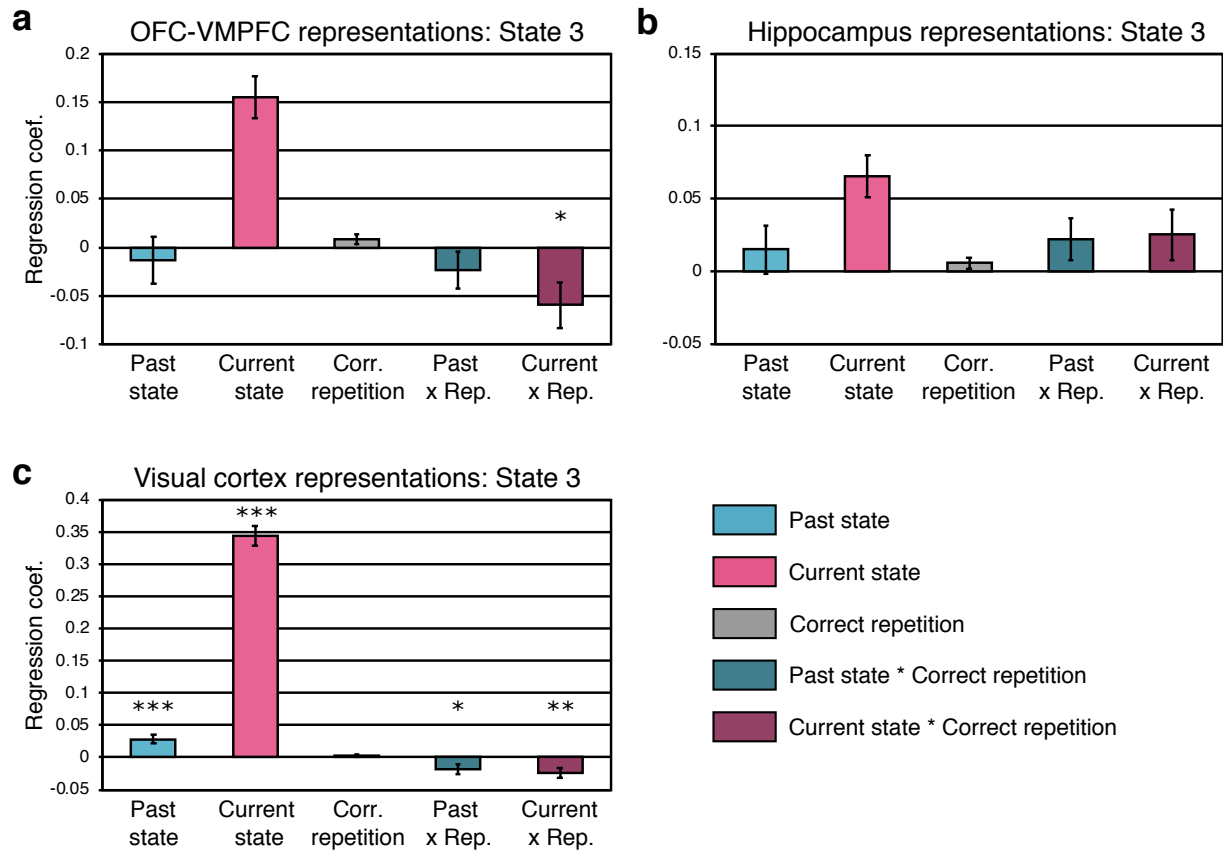 a
OFC-VMPFC representations: State 3
Regression coef.
0.2
0.15
0.1
0.05
0
-0.05
-0.1
*
Past state
Current state
Corr. repetition
Past x Rep.
Current x Rep.
b
Hippocampus representations: State 3
0.15
0.1
0.05
0
-0.05
Past state
Current state
Corr. repetition
Past x Rep.
Current x Rep.
c
Visual cortex representations: State 3
Regression coef.
0.4
0.35
0.3
0.25
0.2
0.15
0.1
0.05
0
-0.05
***
***
*
**
Past state
Current state
Corr. repetition
Past x Rep.
Current x Rep.
Past state
Current state
Correct repetition
Past state * Correct repetition
Current state * Correct repetition